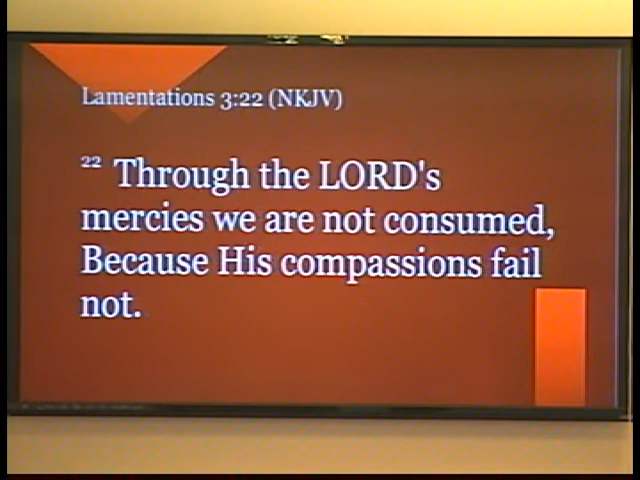 Lamentations 3:22 (NKJV)
22 Through the LORD's
mercies we are not consumed,
Because His compassions fail
not.